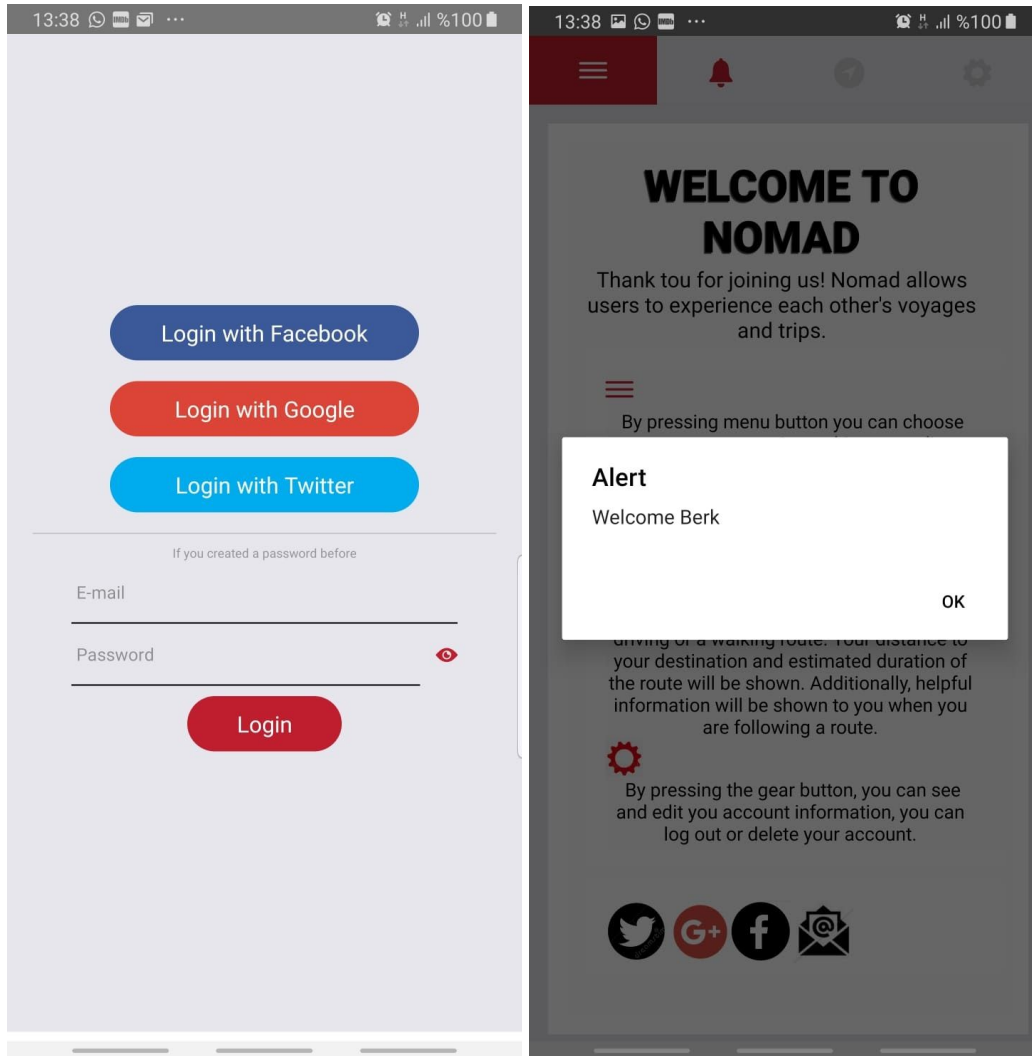 13:38 ... %100
Login with Facebook
Login with Google
Login with Twitter
If you created a password before
E-mail
Password
Login
13:38 ... %100
WELCOME TO
NOMAD
Thank tou for joining
us! Nomad allows
users to experience each other's voyages
and trips.
By pressing menu button you can choose
Alert
Welcome Berk
OK
driving or a walking route. Your distance to
your destination and estimated duration of
the route will be shown. Additionally, helpful
information will be shown to you when you
are following a route.
By pressing the gear button, you can see
and edit you account information, you can
log out or delete your account.
G+
f
@